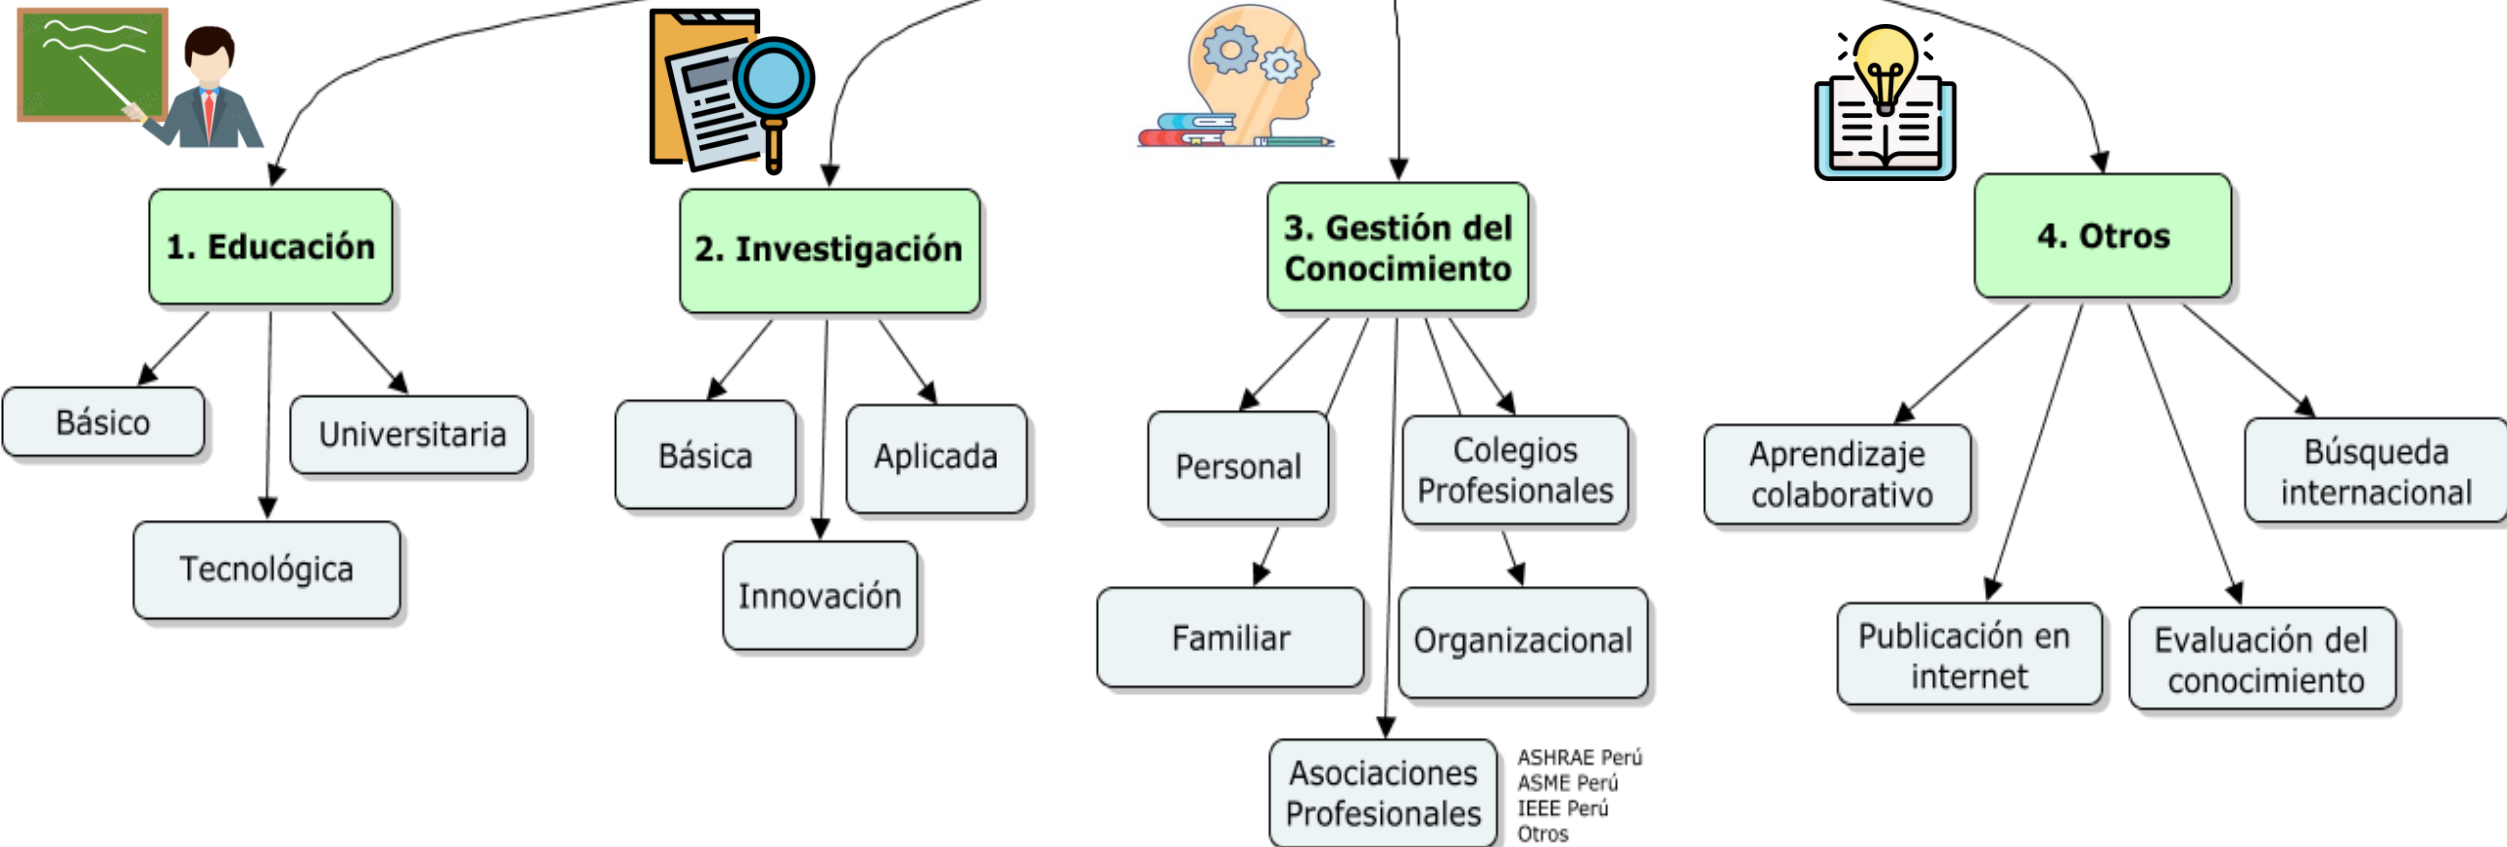 1. Educación
2. Investigación
3. Gestión del
Conocimiento
4. Otros
Básico
Universitaria
Tecnológica
Básica
Aplicada
Innovación
Personal
Colegios
Profesionales
Familiar
Organizacional
Asociaciones
Profesionales
ASHRAE Perú
ASME Perú
IEEE Perú
Otros
Aprendizaje
colaborativo
Búsqueda
internacional
Publicación en
internet
Evaluación del
conocimiento